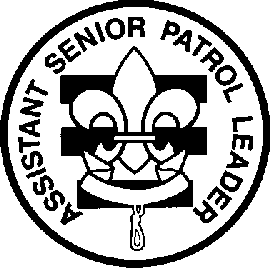 ASSISTANT SENIOR PATROL LEADER